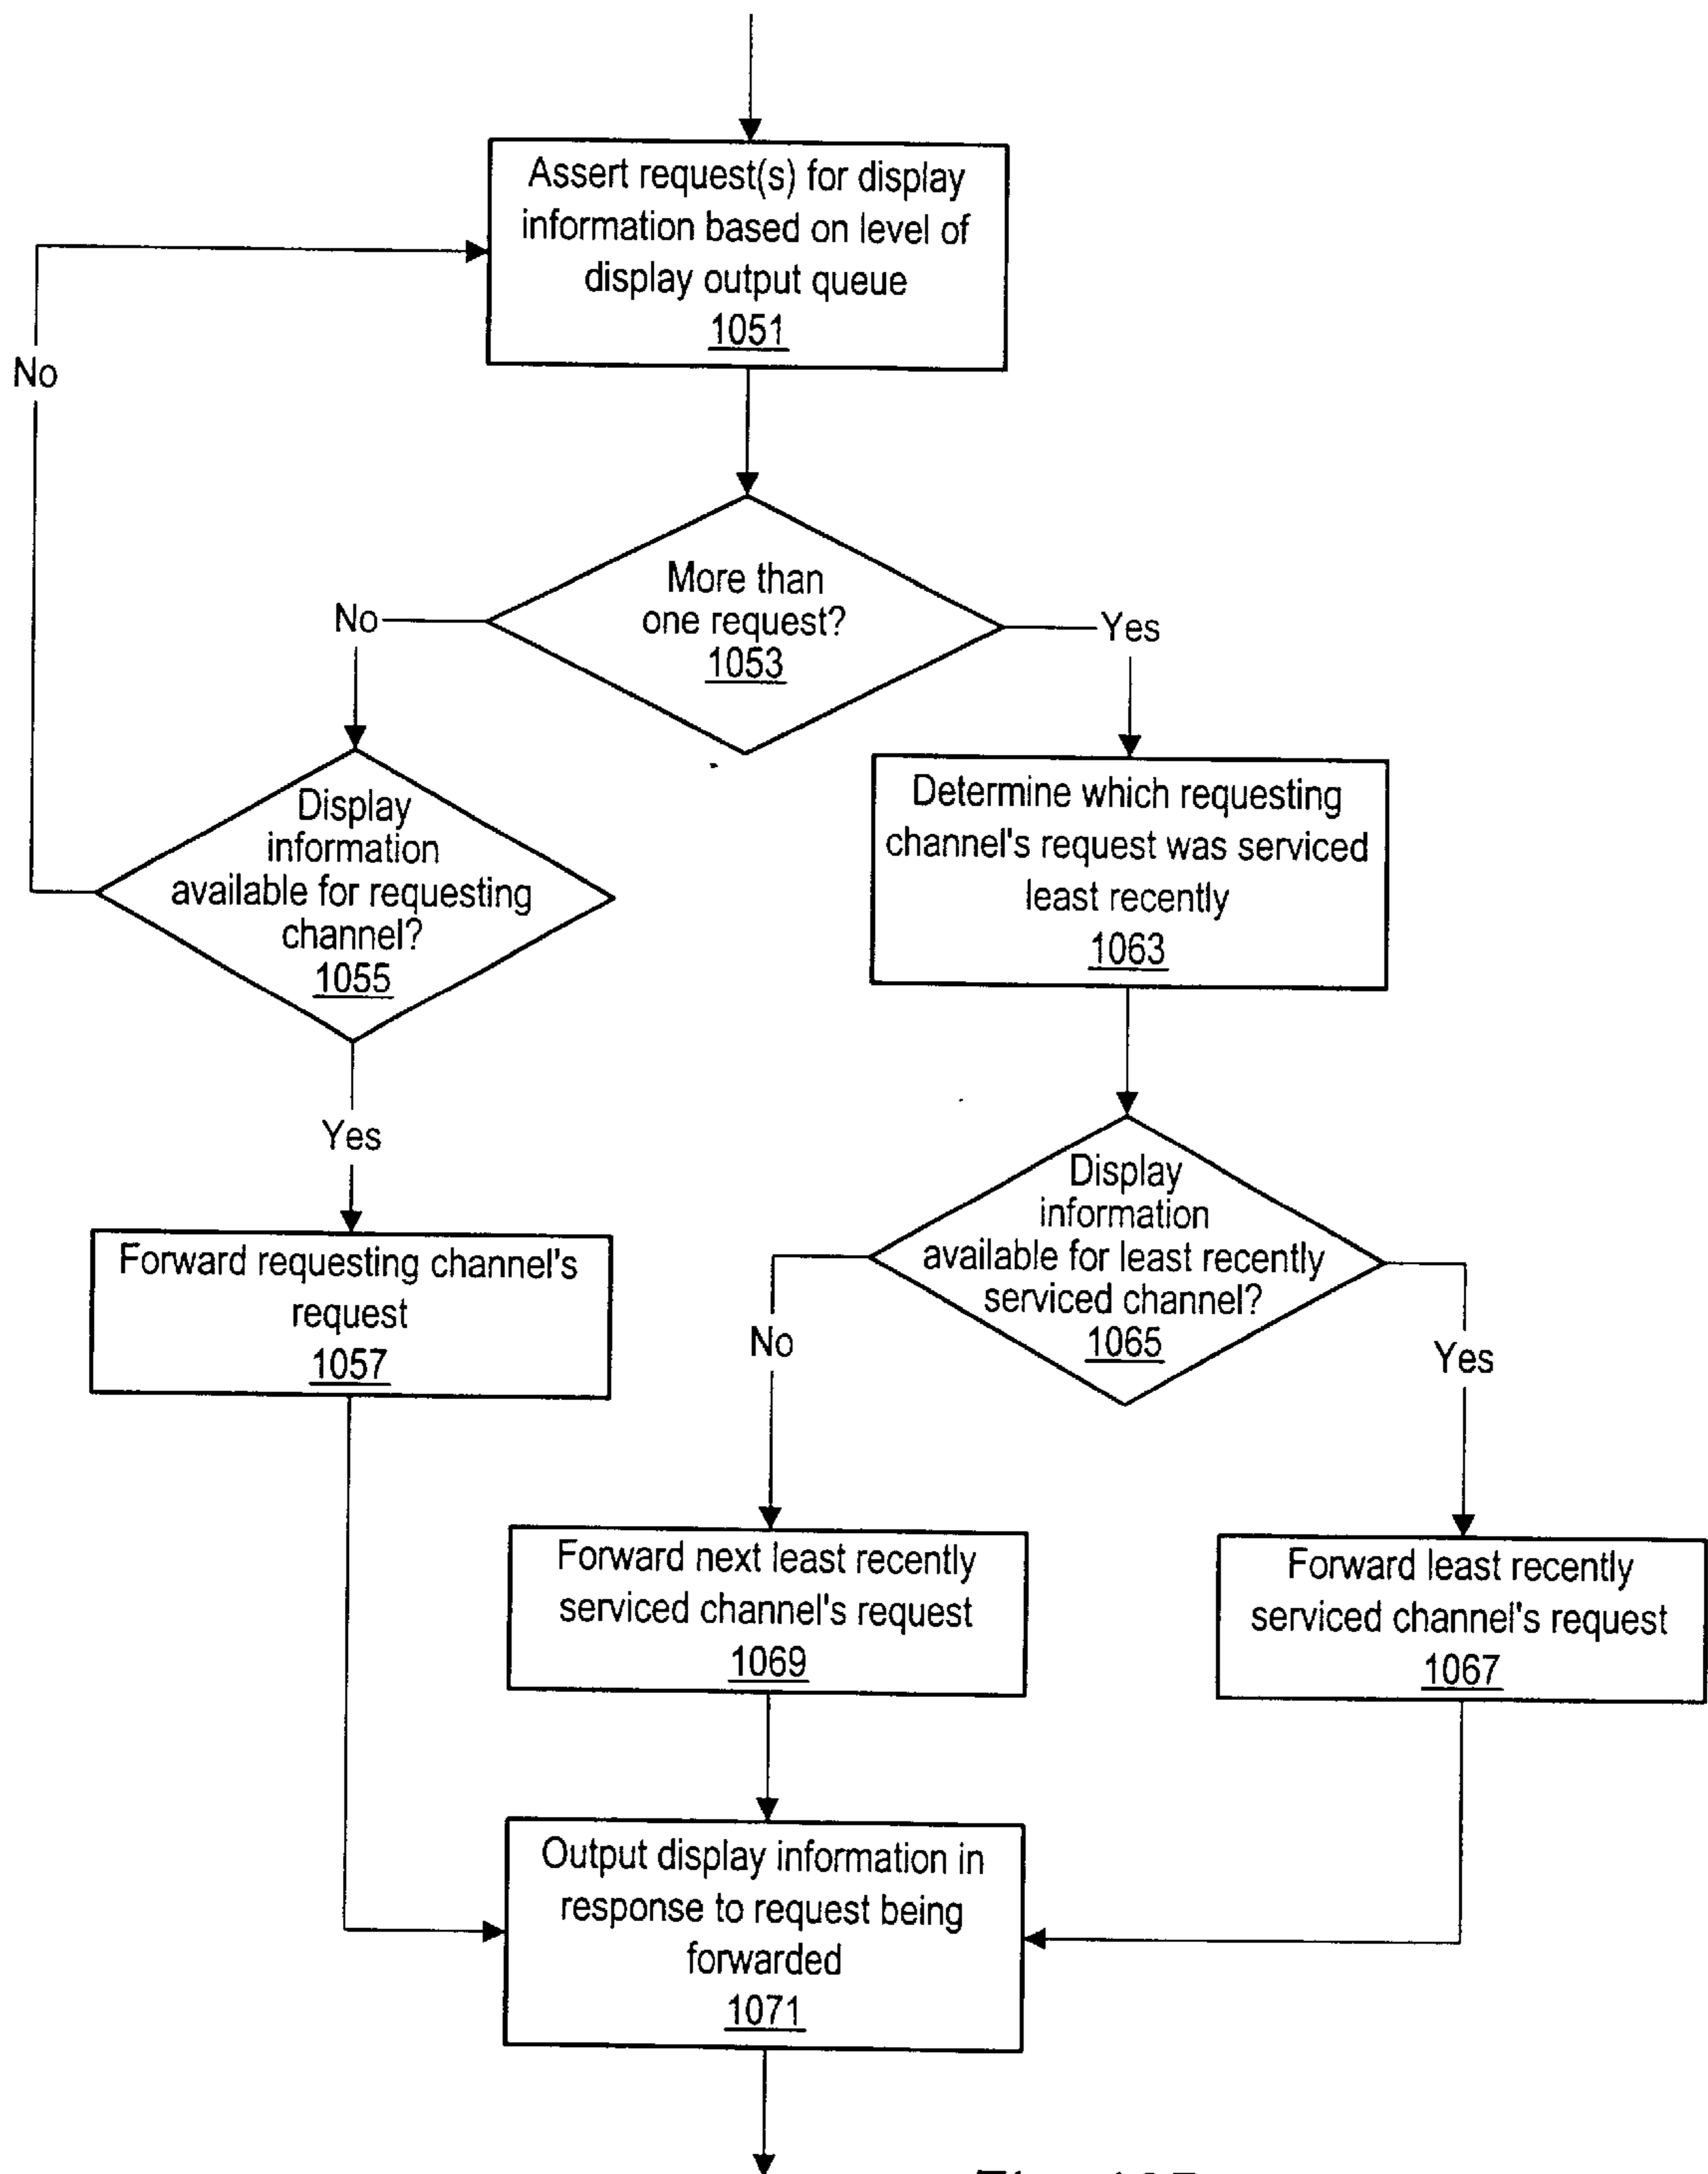 Assert request(s) for display
information based on level of
display output queue
1051
No
More than
one request?
1053
No
Yes
Display
information
available for requesting
channel?
1055
Determine which requesting
channel's request was serviced
least recently
1063
Yes
Display
information
available for least recently
serviced channel?
1065
Forward requesting channel's
request
1057
No
Yes
Forward next least recently
serviced channel's request
1069
Forward least recently
serviced channel's request
1067
Output display information in
response to request being
forwarded
1071